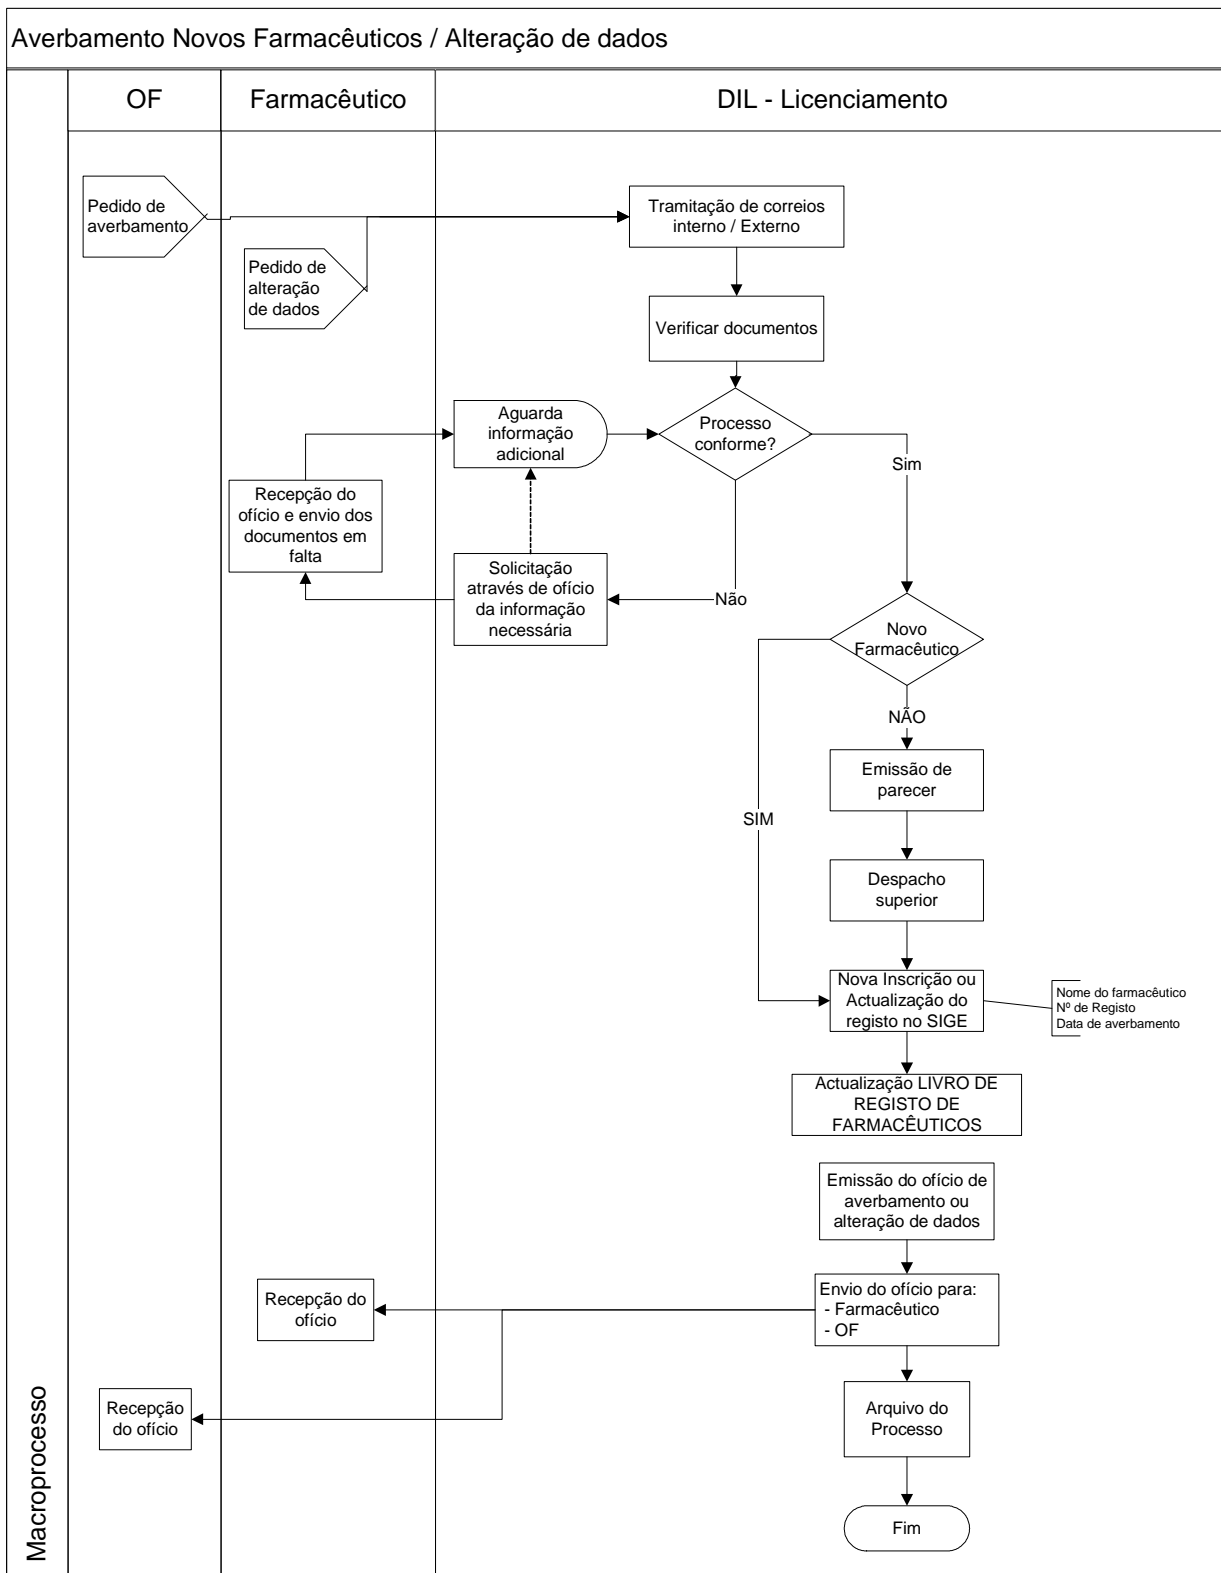 Averbamento Novos Farmacêuticos / Alteração de dados
OF
Farmacêutico
DIL - Licenciamento
Pedido de
averbamento
Tramitação de correios
interno / Externo
Pedido de
alteração
de dados
Verificar documentos
Aguarda
informação
adicional
Processo
conforme?
Sim
Recepção do
ofício e envio dos
documentos em
falta
Solicitação
através de ofício
da informação
necessária
Não
Novo
Farmacêutico
NÃO
Emissão de
parecer
SIM
Despacho
superior
Nova Inscrição ou
Actualização do
registo no SIGE
Nome do farmacêutico
Nº de Registo
Data de averbamento
Actualização LIVRO DE
REGISTO DE
FARMACÊUTICOS
Emissão do ofício de
averbamento ou
alteração de dados
Envio do ofício para:
- Farmacêutico
- OF
Recepção do
ofício
Recepção
do ofício
Arquivo do
Processo
Fim
Macroprocesso